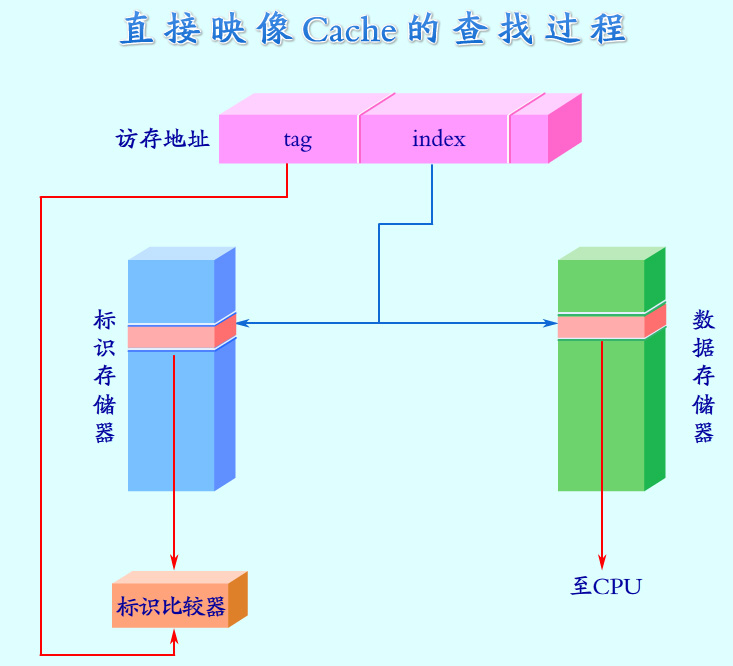 直接映像Cache的查找过程
访存地址
tag
index
标识存储器
数据存储器
标识比较器
至CPU